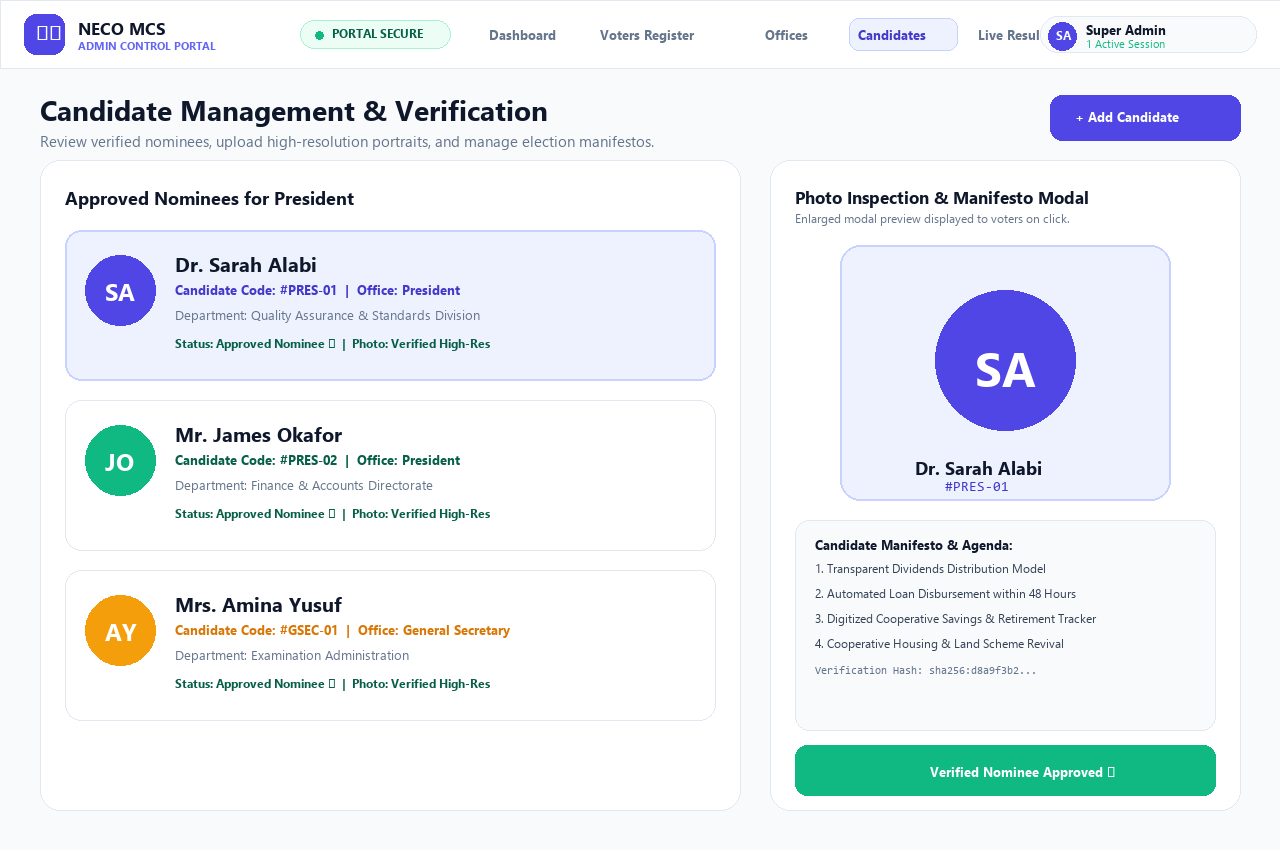 NECO MCS
ADMIN CONTROL PORTAL
PORTAL SECURE
Dashboard
Voters Register
Offices
Candidates
Live Resul
SA
Super Admin
1 Active Session
Candidate Management & Verification
Review verified nominees, upload high-resolution portraits, and manage election manifestos.
+ Add Candidate
Approved Nominees for President
SA
Dr. Sarah Alabi
Candidate Code: #PRES-01 | Office: President
Department: Quality Assurance & Standards Division
Status: Approved Nominee | Photo: Verified High-Res
JO
Mr. James Okafor
Candidate Code: #PRES-02 | Office: President
Department: Finance & Accounts Directorate
Status: Approved Nominee | Photo: Verified High-Res
AY
Mrs. Amina Yusuf
Candidate Code: #GSEC-01 | Office: General Secretary
Department: Examination Administration
Status: Approved Nominee | Photo: Verified High-Res
Photo Inspection & Manifesto Modal
Enlarged modal preview displayed to voters on click.
SA
Dr. Sarah Alabi
#PRES-01
Candidate Manifesto & Agenda:
1. Transparent Dividends Distribution Model
2. Automated Loan Disbursement within 48 Hours
3. Digitized Cooperative Savings & Retirement Tracker
4. Cooperative Housing & Land Scheme Revival
Verification Hash: sha256:d8a9f3b2...
Verified Nominee Approved